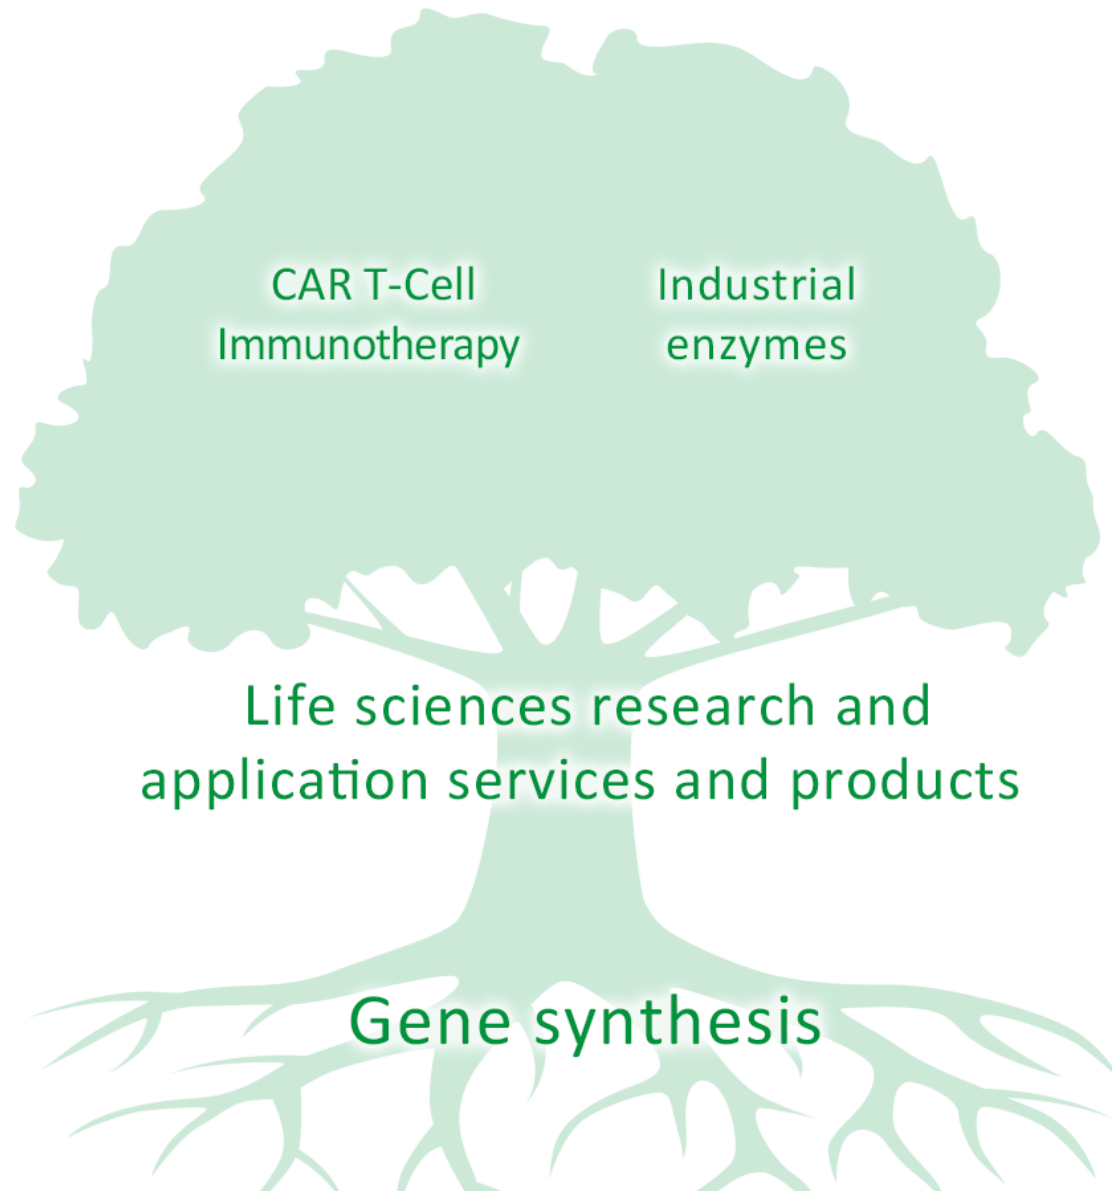 CAR T-Cell
Immunotherapy
Industrial
enzymes
Life sciences research and
application services and products
Gene synthesis